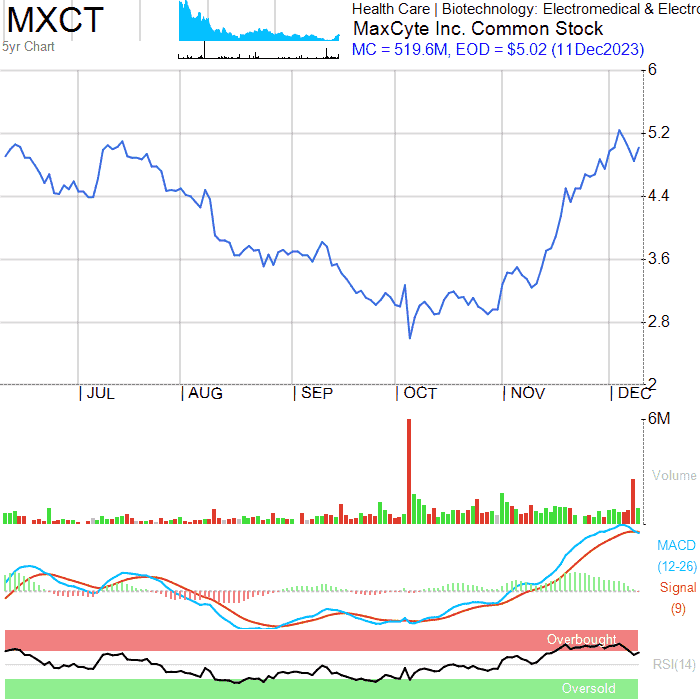 MXCT
5yr Chart
Health Care | Biotechnology: Electromedical & Electro
MaxCyte Inc. Common Stock
MC = 519.6M, EOD = $5.02 (11Dec2023)
6
5.2
4.4
3.6
2.8
2
| JUL | AUG | SEP | OCT | NOV | DEC
6M
Volume
MACD
(12-26)
Signal
(9)
Overbought
RSI(14)
Oversold